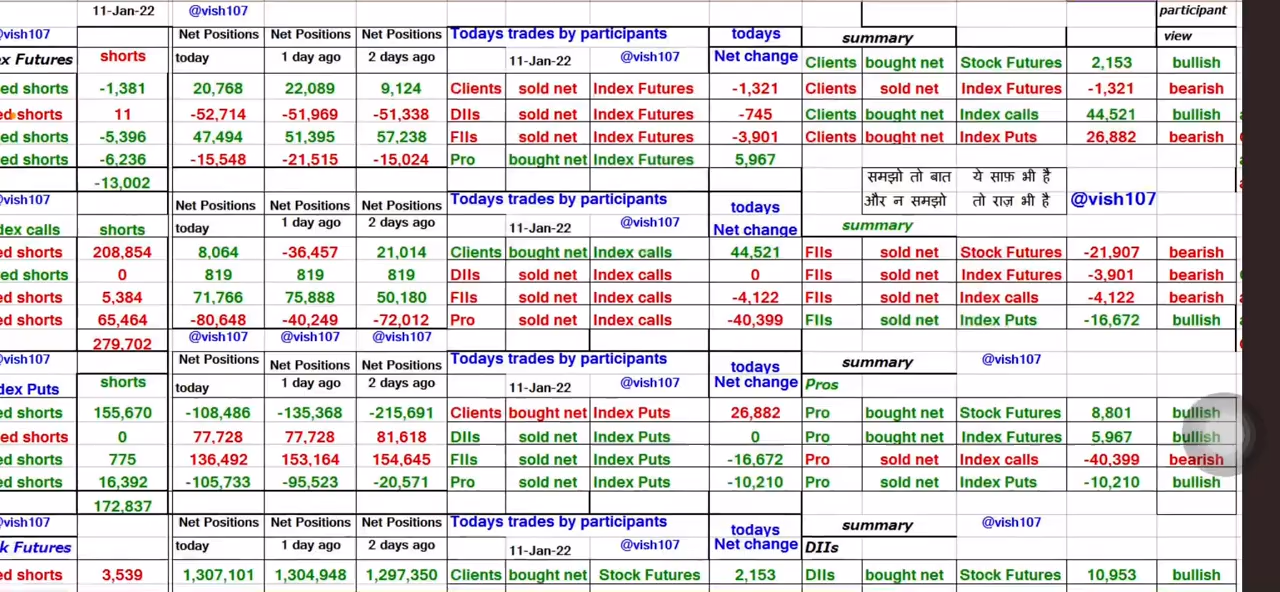 11-Jan-22 @vish107 participant
@vish107 Net Positions Net Positions Net Positions Todays trades by participants todays summary view
x Futures shorts today 1 day ago 2 days ago 11-Jan-22 @vish107 Net change Clients bought net Stock Futures 2,153 bullish
ed shorts -1,381 20,768 22,089 9,124 Clients sold net Index Futures -1,321 Clients sold net Index Futures -1,321 bearish
ed shorts 11 -52,714 -51,969 -51,338 DIIs sold net Index Futures -745 Clients bought net Index calls 44,521 bullish
ed shorts -5,396 47,494 51,395 57,238 FIIs sold net Index Futures -3,901 Clients bought net Index Puts 26,882 bearish
ed shorts -6,236 -15,548 -21,515 -15,024 Pro bought net Index Futures 5,967
-13,002 समझो तो बात ये साफ़ भी है
@vish107 Net Positions Net Positions Net Positions Todays trades by participants todays और न समझो तो राज़ भी है @vish107
dex calls shorts today 1 day ago 2 days ago 11-Jan-22 @vish107 Net change summary
ed shorts 208,854 8,064 -36,457 21,014 Clients bought net Index calls 44,521 FIIs sold net Stock Futures -21,907 bearish
ed shorts 0 819 819 819 DIIs sold net Index calls 0 FIIs sold net Index Futures -3,901 bearish
ed shorts 5,384 71,766 75,888 50,180 FIIs sold net Index calls -4,122 FIIs sold net Index calls -4,122 bearish
ed shorts 65,464 -80,648 -40,249 -72,012 Pro sold net Index calls -40,399 FIIs sold net Index Puts -16,672 bullish
279,702 @vish107 @vish107 @vish107
@vish107 Net Positions Net Positions Net Positions Todays trades by participants todays summary @vish107
dex Puts shorts today 1 day ago 2 days ago 11-Jan-22 @vish107 Net change Pros
ed shorts 155,670 -108,486 -135,368 -215,691 Clients bought net Index Puts 26,882 Pro bought net Stock Futures 8,801 bullish
ed shorts 0 77,728 77,728 81,618 DIIs sold net Index Puts 0 Pro bought net Index Futures 5,967 bullish
ed shorts 775 136,492 153,164 154,645 FIIs sold net Index Puts -16,672 Pro sold net Index calls -40,399 bearish
ed shorts 16,392 -105,733 -95,523 -20,571 Pro sold net Index Puts -10,210 Pro sold net Index Puts -10,210 bullish
172,837
@vish107 Net Positions Net Positions Net Positions Todays trades by participants todays summary @vish107
k Futures today 1 day ago 2 days ago 11-Jan-22 @vish107 Net change DIIs
ed shorts 3,539 1,307,101 1,304,948 1,297,350 Clients bought net Stock Futures 2,153 DIIs bought net Stock Futures 10,953 bullish